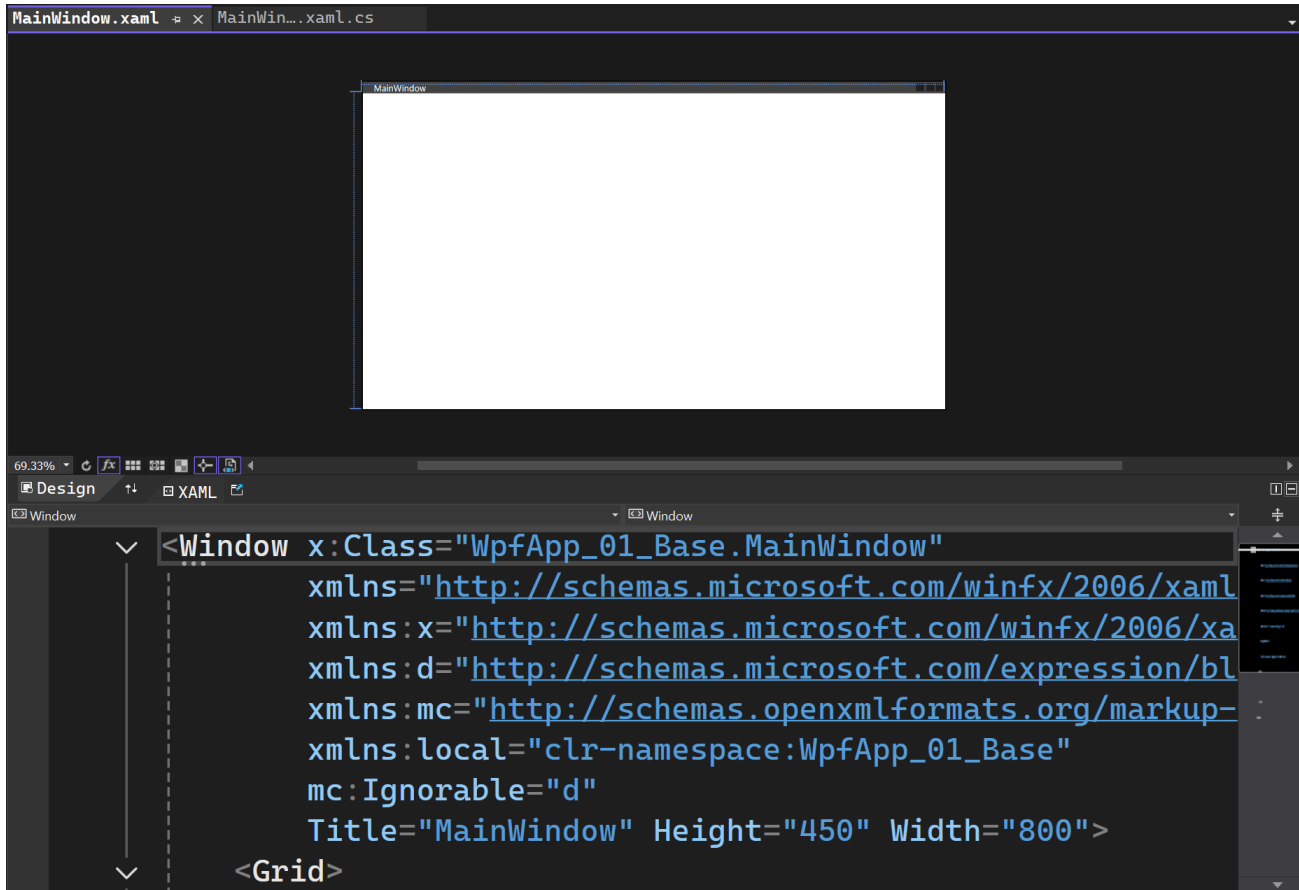 MainWindow.xaml MainWin....xaml.cs
MainWindow
69.33% fx
Design XAML
Window Window
<Window x:Class="WpfApp_01_Base.MainWindow"
xmlns="http://schemas.microsoft.com/winfx/2006/xaml
xmlns:x="http://schemas.microsoft.com/winfx/2006/xa
xmlns:d="http://schemas.microsoft.com/expression/bl
xmlns:mc="http://schemas.openxmlformats.org/markup-
xmlns:local="clr-namespace:WpfApp_01_Base"
mc:Ignorable="d"
Title="MainWindow" Height="450" Width="800">
<Grid>